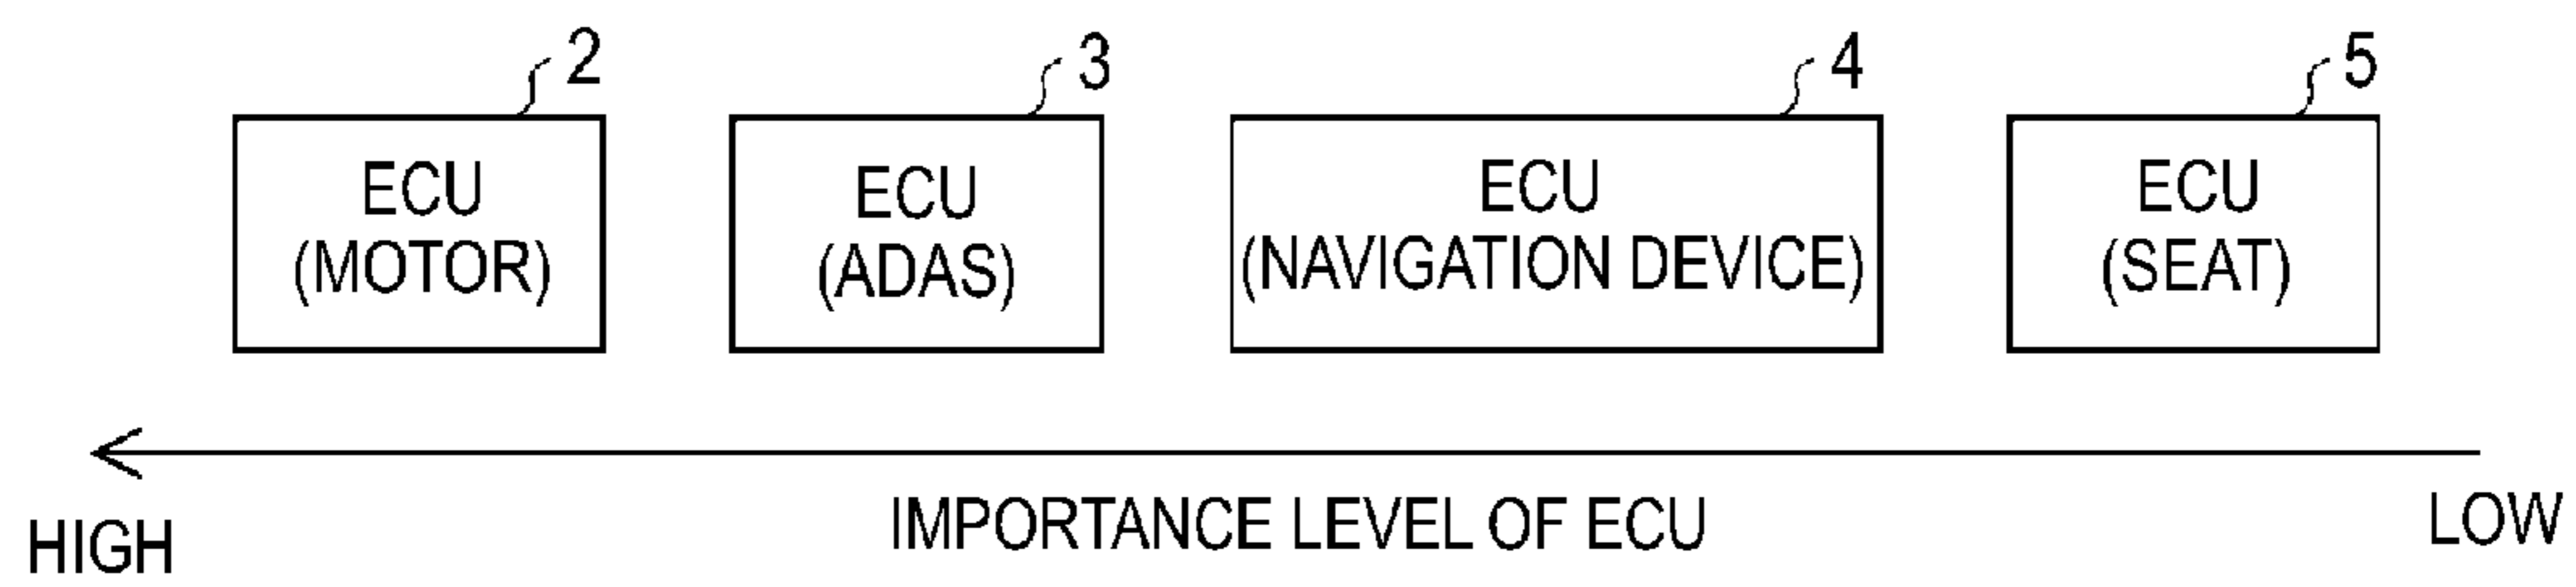 2
3
4
5
ECU
(MOTOR)
ECU
(ADAS)
ECU
(NAVIGATION DEVICE)
ECU
(SEAT)
HIGH
IMPORTANCE LEVEL OF ECU
LOW